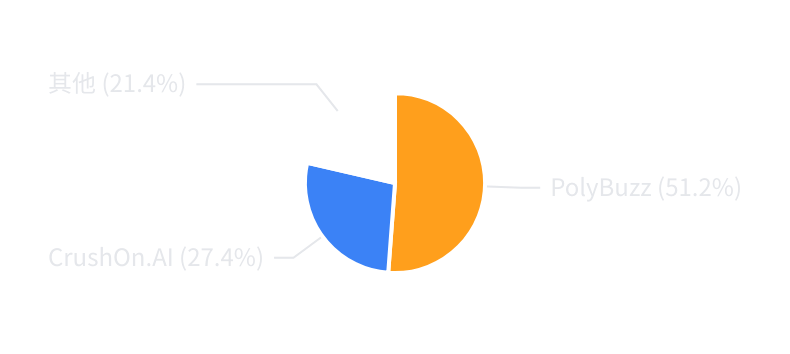 其他 (21.4%)
PolyBuzz (51.2%)
CrushOn.AI (27.4%)